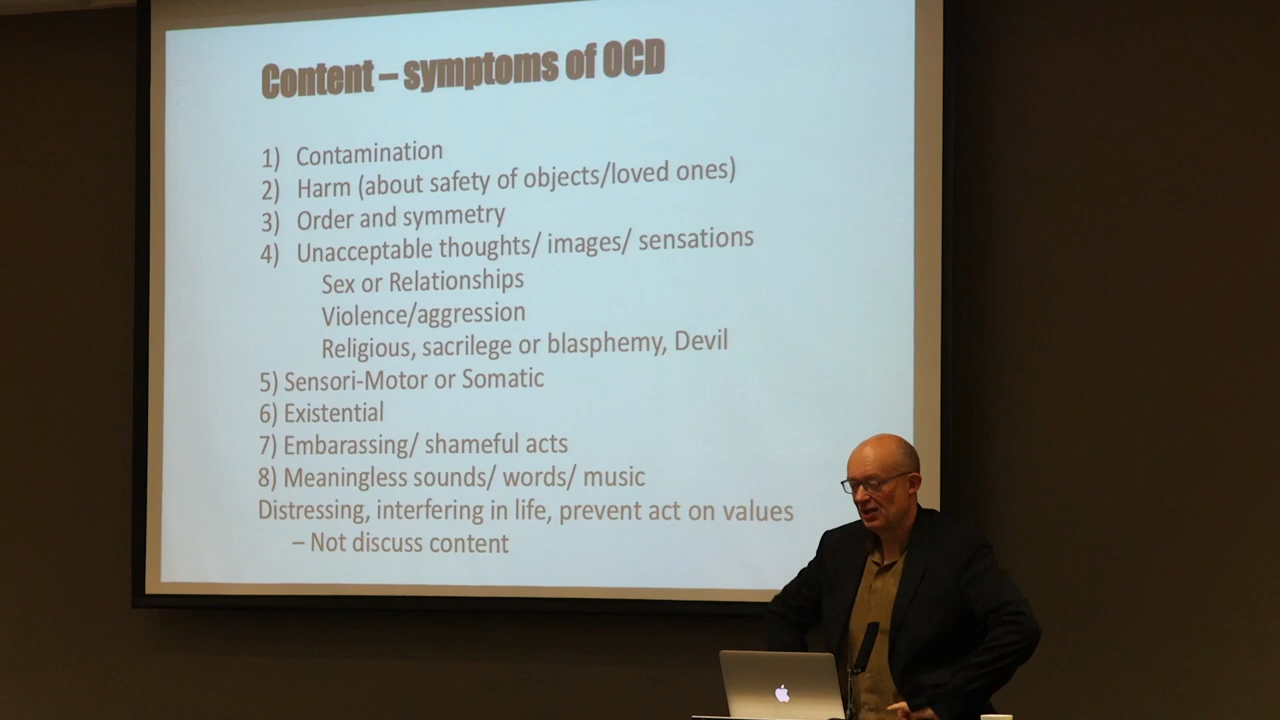 Content – symptoms of OCD
1) Contamination
2) Harm (about safety of objects/loved ones)
3) Order and symmetry
4) Unacceptable thoughts/ images/ sensations
Sex or Relationships
Violence/aggression
Religious, sacrilege or blasphemy, Devil
5) Sensori-Motor or Somatic
6) Existential
7) Embarassing/ shameful acts
8) Meaningless sounds/ words/ music
Distressing, interfering in life, prevent act on values
– Not discuss content